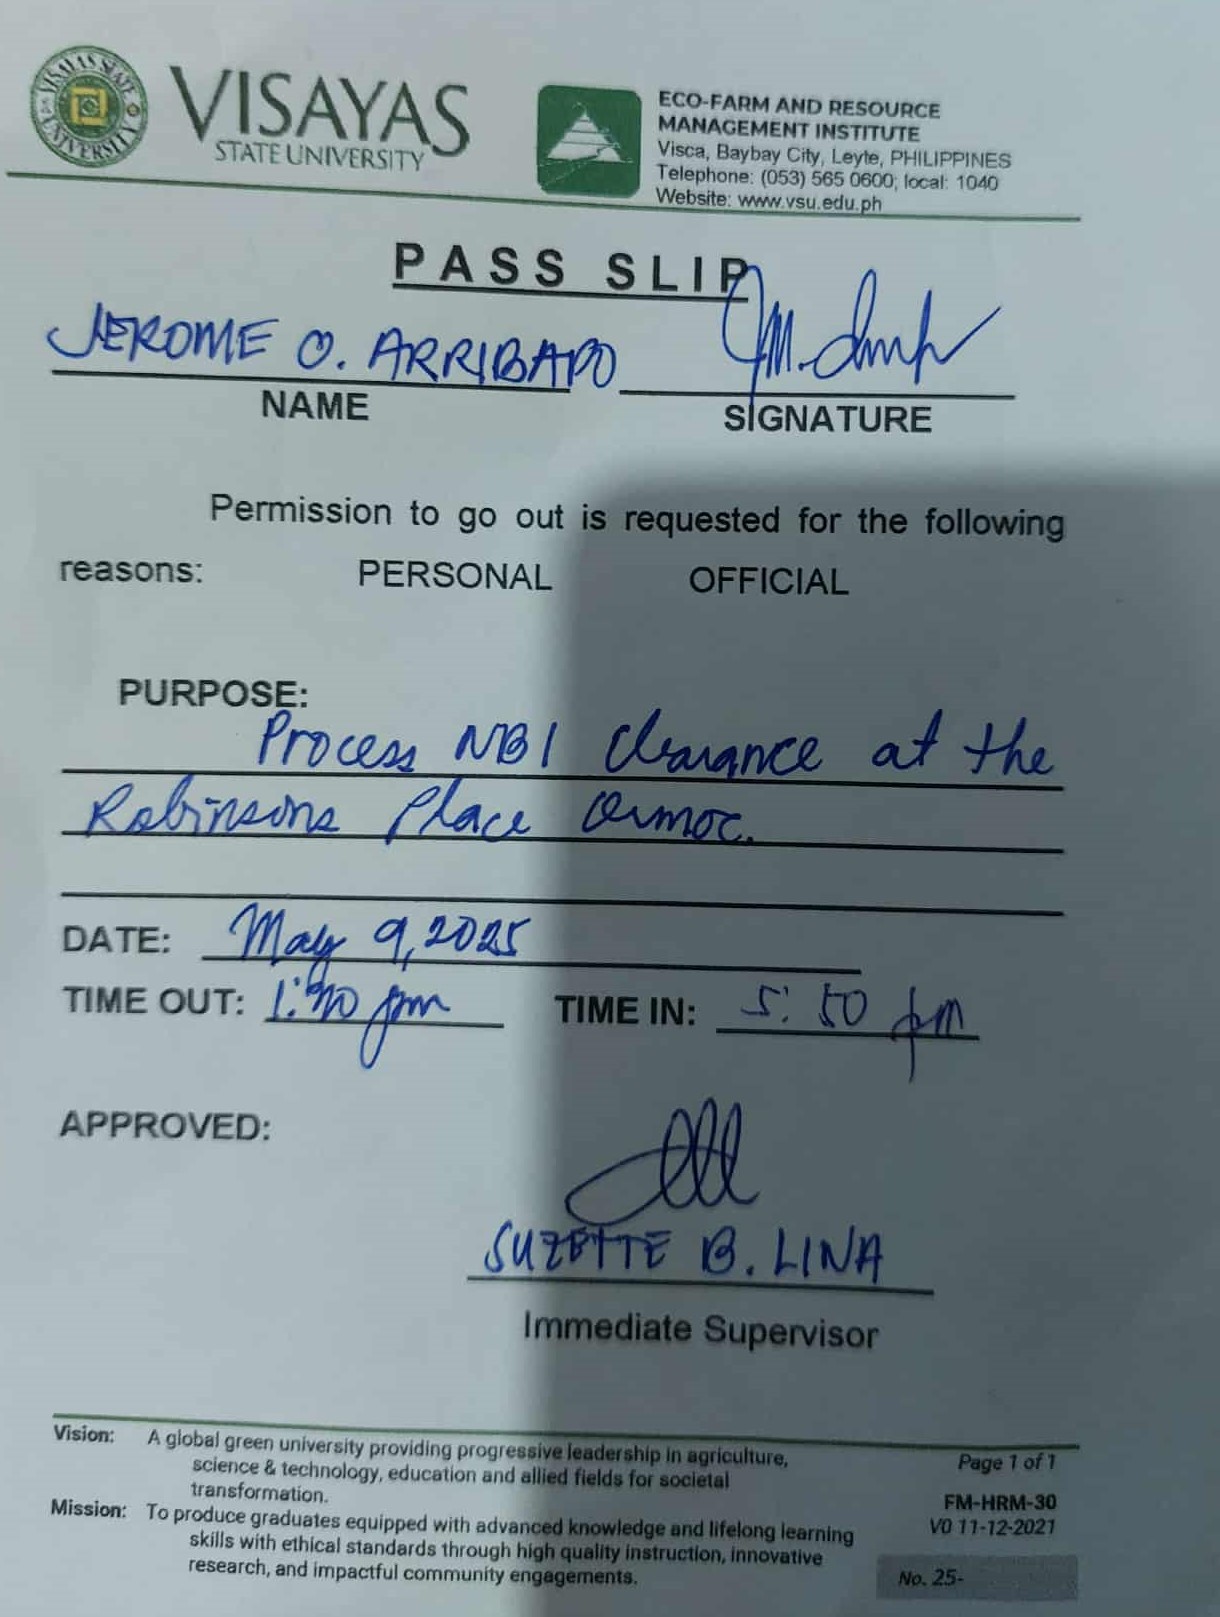 VISAYAS STATE UNIVERSITY
VISAYAS
STATE UNIVERSITY
ECO-FARM AND RESOURCE
MANAGEMENT INSTITUTE
Visca, Baybay City, Leyte, PHILIPPINES
Telephone: (053) 565 0600; local: 1040
Website: www.vsu.edu.ph
PASS SLIP
JEROME O. ARRIBADO
NAME SIGNATURE
Permission to go out is requested for the following
reasons: PERSONAL OFFICIAL
PURPOSE:
Process NBI clearance at the
Robinsons Place Ormoc.
DATE: May 9, 2025
TIME OUT: pm TIME IN: 5:50 pm
APPROVED:
SUZETTE B. LINA
Immediate Supervisor
Vision: A global green university providing progressive leadership in agriculture,
science & technology, education and allied fields for societal
transformation.
Mission: To produce graduates equipped with advanced knowledge and lifelong learning
skills with ethical standards through high quality instruction, innovative
research, and impactful community engagements.
Page 1 of 1
FM-HRM-30
V0 11-12-2021
No. 25-